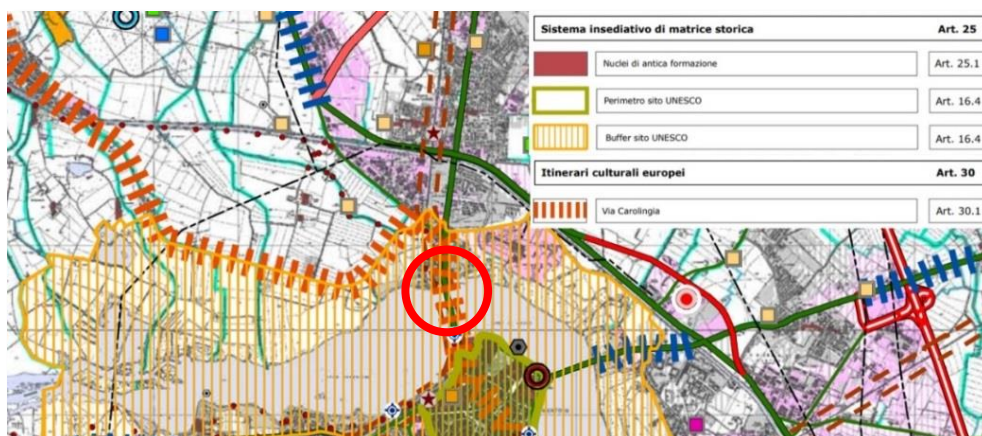 Sistema insediativo di matrice storica Art. 25
Nuclei di antica formazione Art. 25.1
Perimetro sito UNESCO Art. 16.4
Buffer sito UNESCO Art. 16.4
Itinerari culturali europei Art. 30
Via Carolingia Art. 30.1